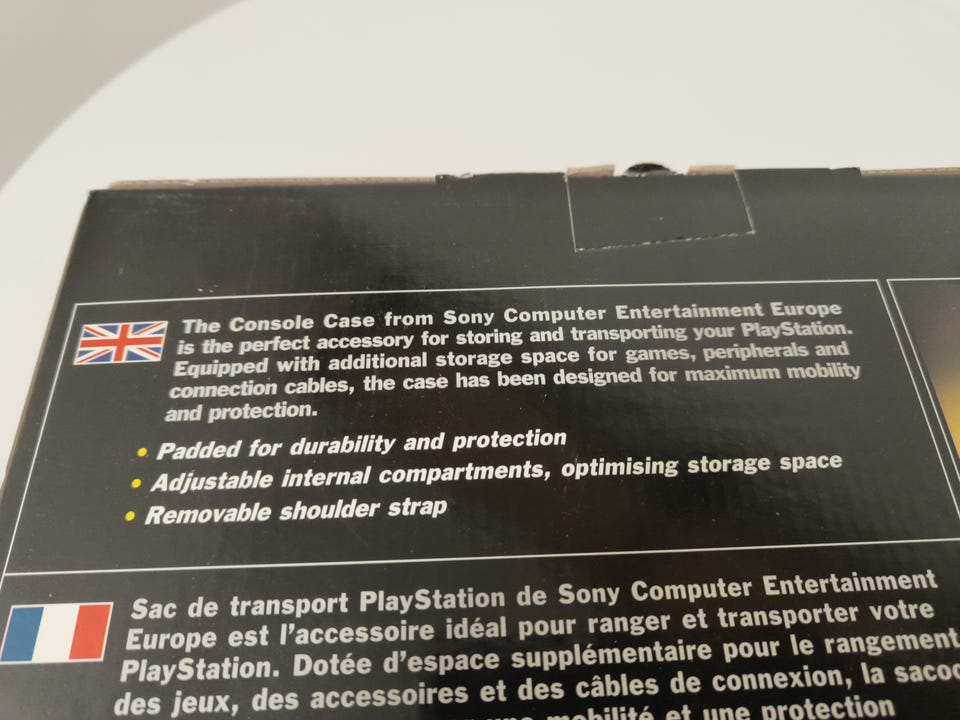 The Console Case from Sony Computer Entertainment Europe
is the perfect accessory for storing and transporting your PlayStation.
Equipped with additional storage space for games, peripherals and
connection cables, the case has been designed for maximum mobility
and protection.
• Padded for durability and protection
• Adjustable internal compartments, optimising storage space
• Removable shoulder strap
Sac de transport PlayStation de Sony Computer Entertainment
Europe est l'accessoire idéal pour ranger et transporter votre
PlayStation. Dotée d'espace supplémentaire pour le rangement
des jeux, des accessoires et des câbles de connexion, la
mobilité et une protection